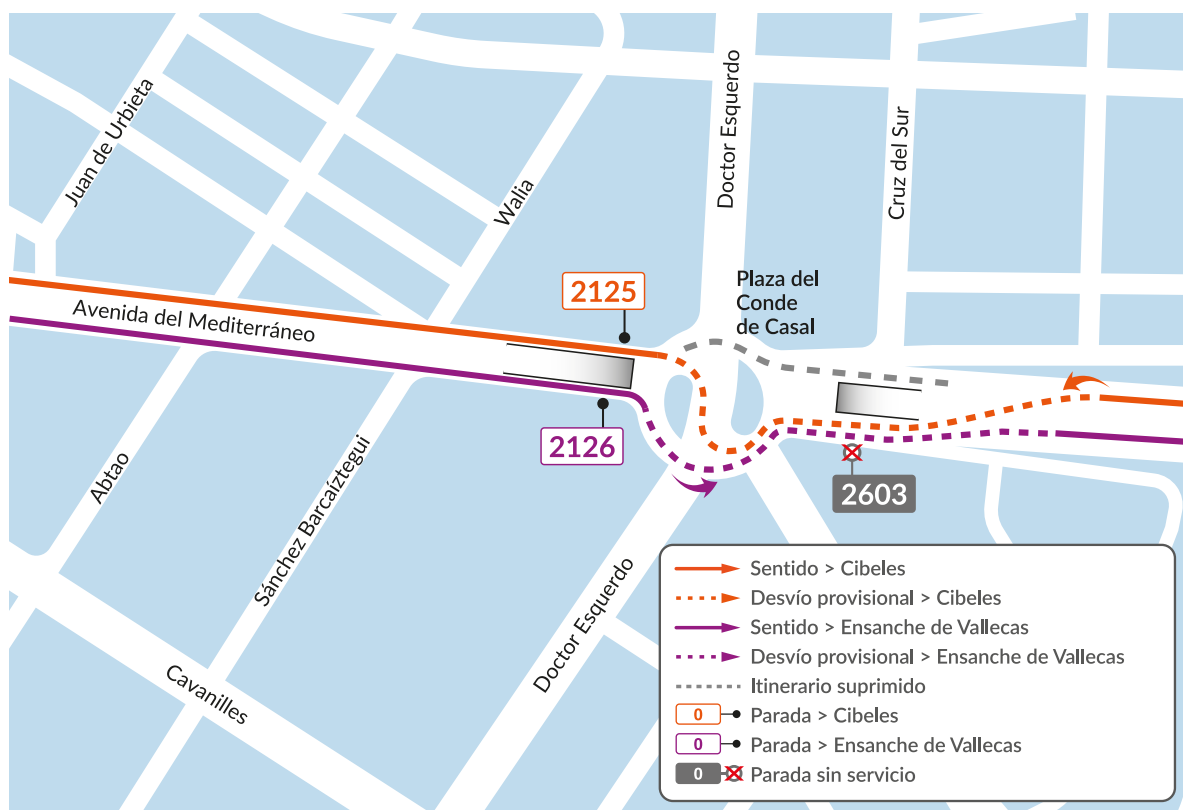 Juan de Urbieta
Walia
Doctor Esquerdo
Cruz del Sur
2125
Plaza del
Conde
de Casal
Avenida del Mediterráneo
2126
2603
Abtao
Sánchez Barcaíztegui
Doctor Esquerdo
Cavanilles
Sentido > Cibeles
Desvío provisional > Cibeles
Sentido > Ensanche de Vallecas
Desvío provisional > Ensanche de Vallecas
Itinerario suprimido
0 Parada > Cibeles
0 Parada > Ensanche de Vallecas
0 Parada sin servicio